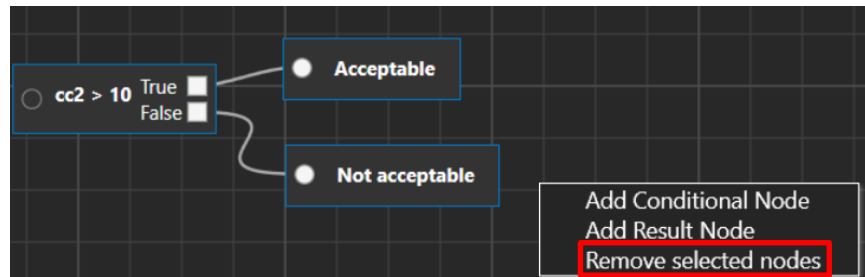 cc2 > 10
True
False
Acceptable
Not acceptable
Add Conditional Node
Add Result Node
Remove selected nodes